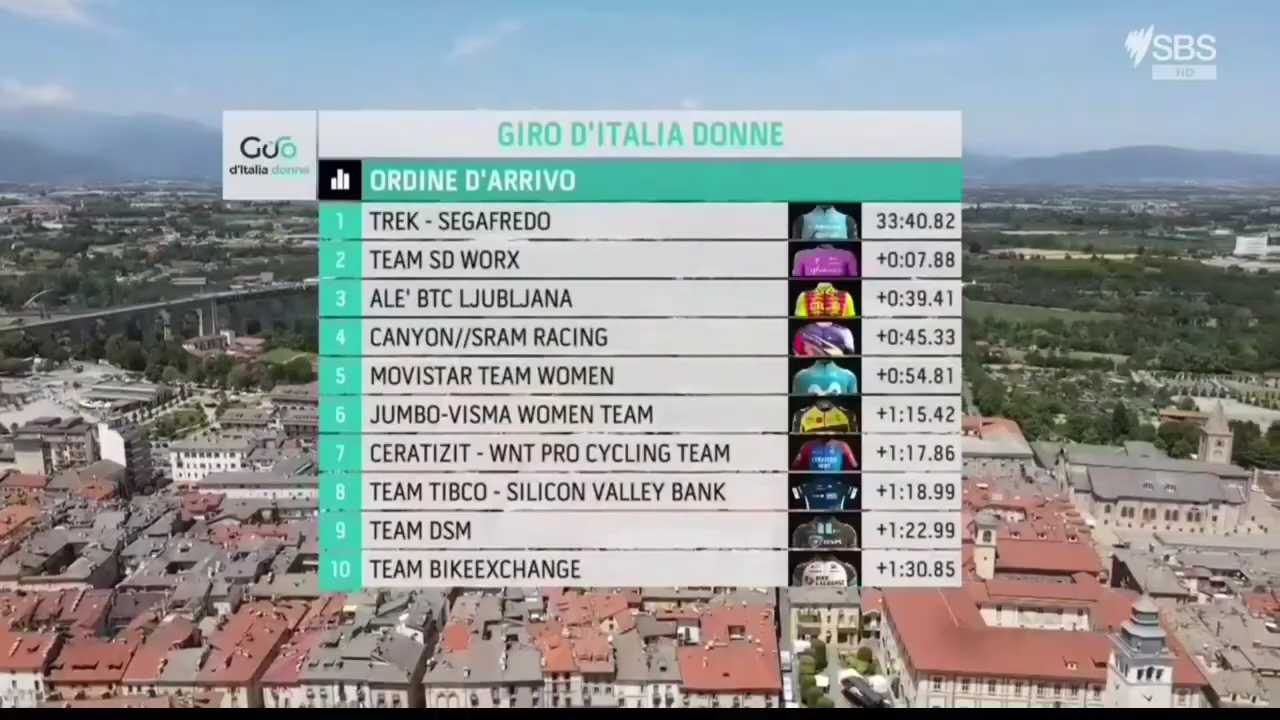 SBS
HD
Giro
d'Italia donne
GIRO D'ITALIA DONNE
ORDINE D'ARRIVO
1 TREK - SEGAFREDO 33:40.82
2 TEAM SD WORX +0:07.88
3 ALE' BTC LJUBLJANA +0:39.41
4 CANYON//SRAM RACING +0:45.33
5 MOVISTAR TEAM WOMEN +0:54.81
6 JUMBO-VISMA WOMEN TEAM +1:15.42
7 CERATIZIT - WNT PRO CYCLING TEAM +1:17.86
8 TEAM TIBCO - SILICON VALLEY BANK +1:18.99
9 TEAM DSM +1:22.99
10 TEAM BIKEEXCHANGE +1:30.85